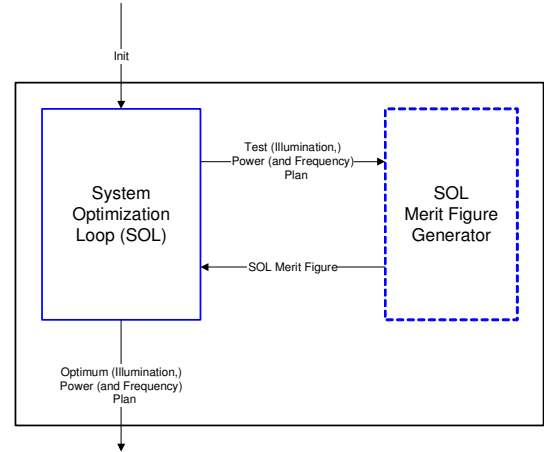 Init
System
Optimization
Loop (SOL)
Test (Illumination,)
Power (and Frequency)
Plan
SOL
Merit Figure
Generator
SOL Merit Figure
Optimum (Illumination,)
Power (and Frequency)
Plan